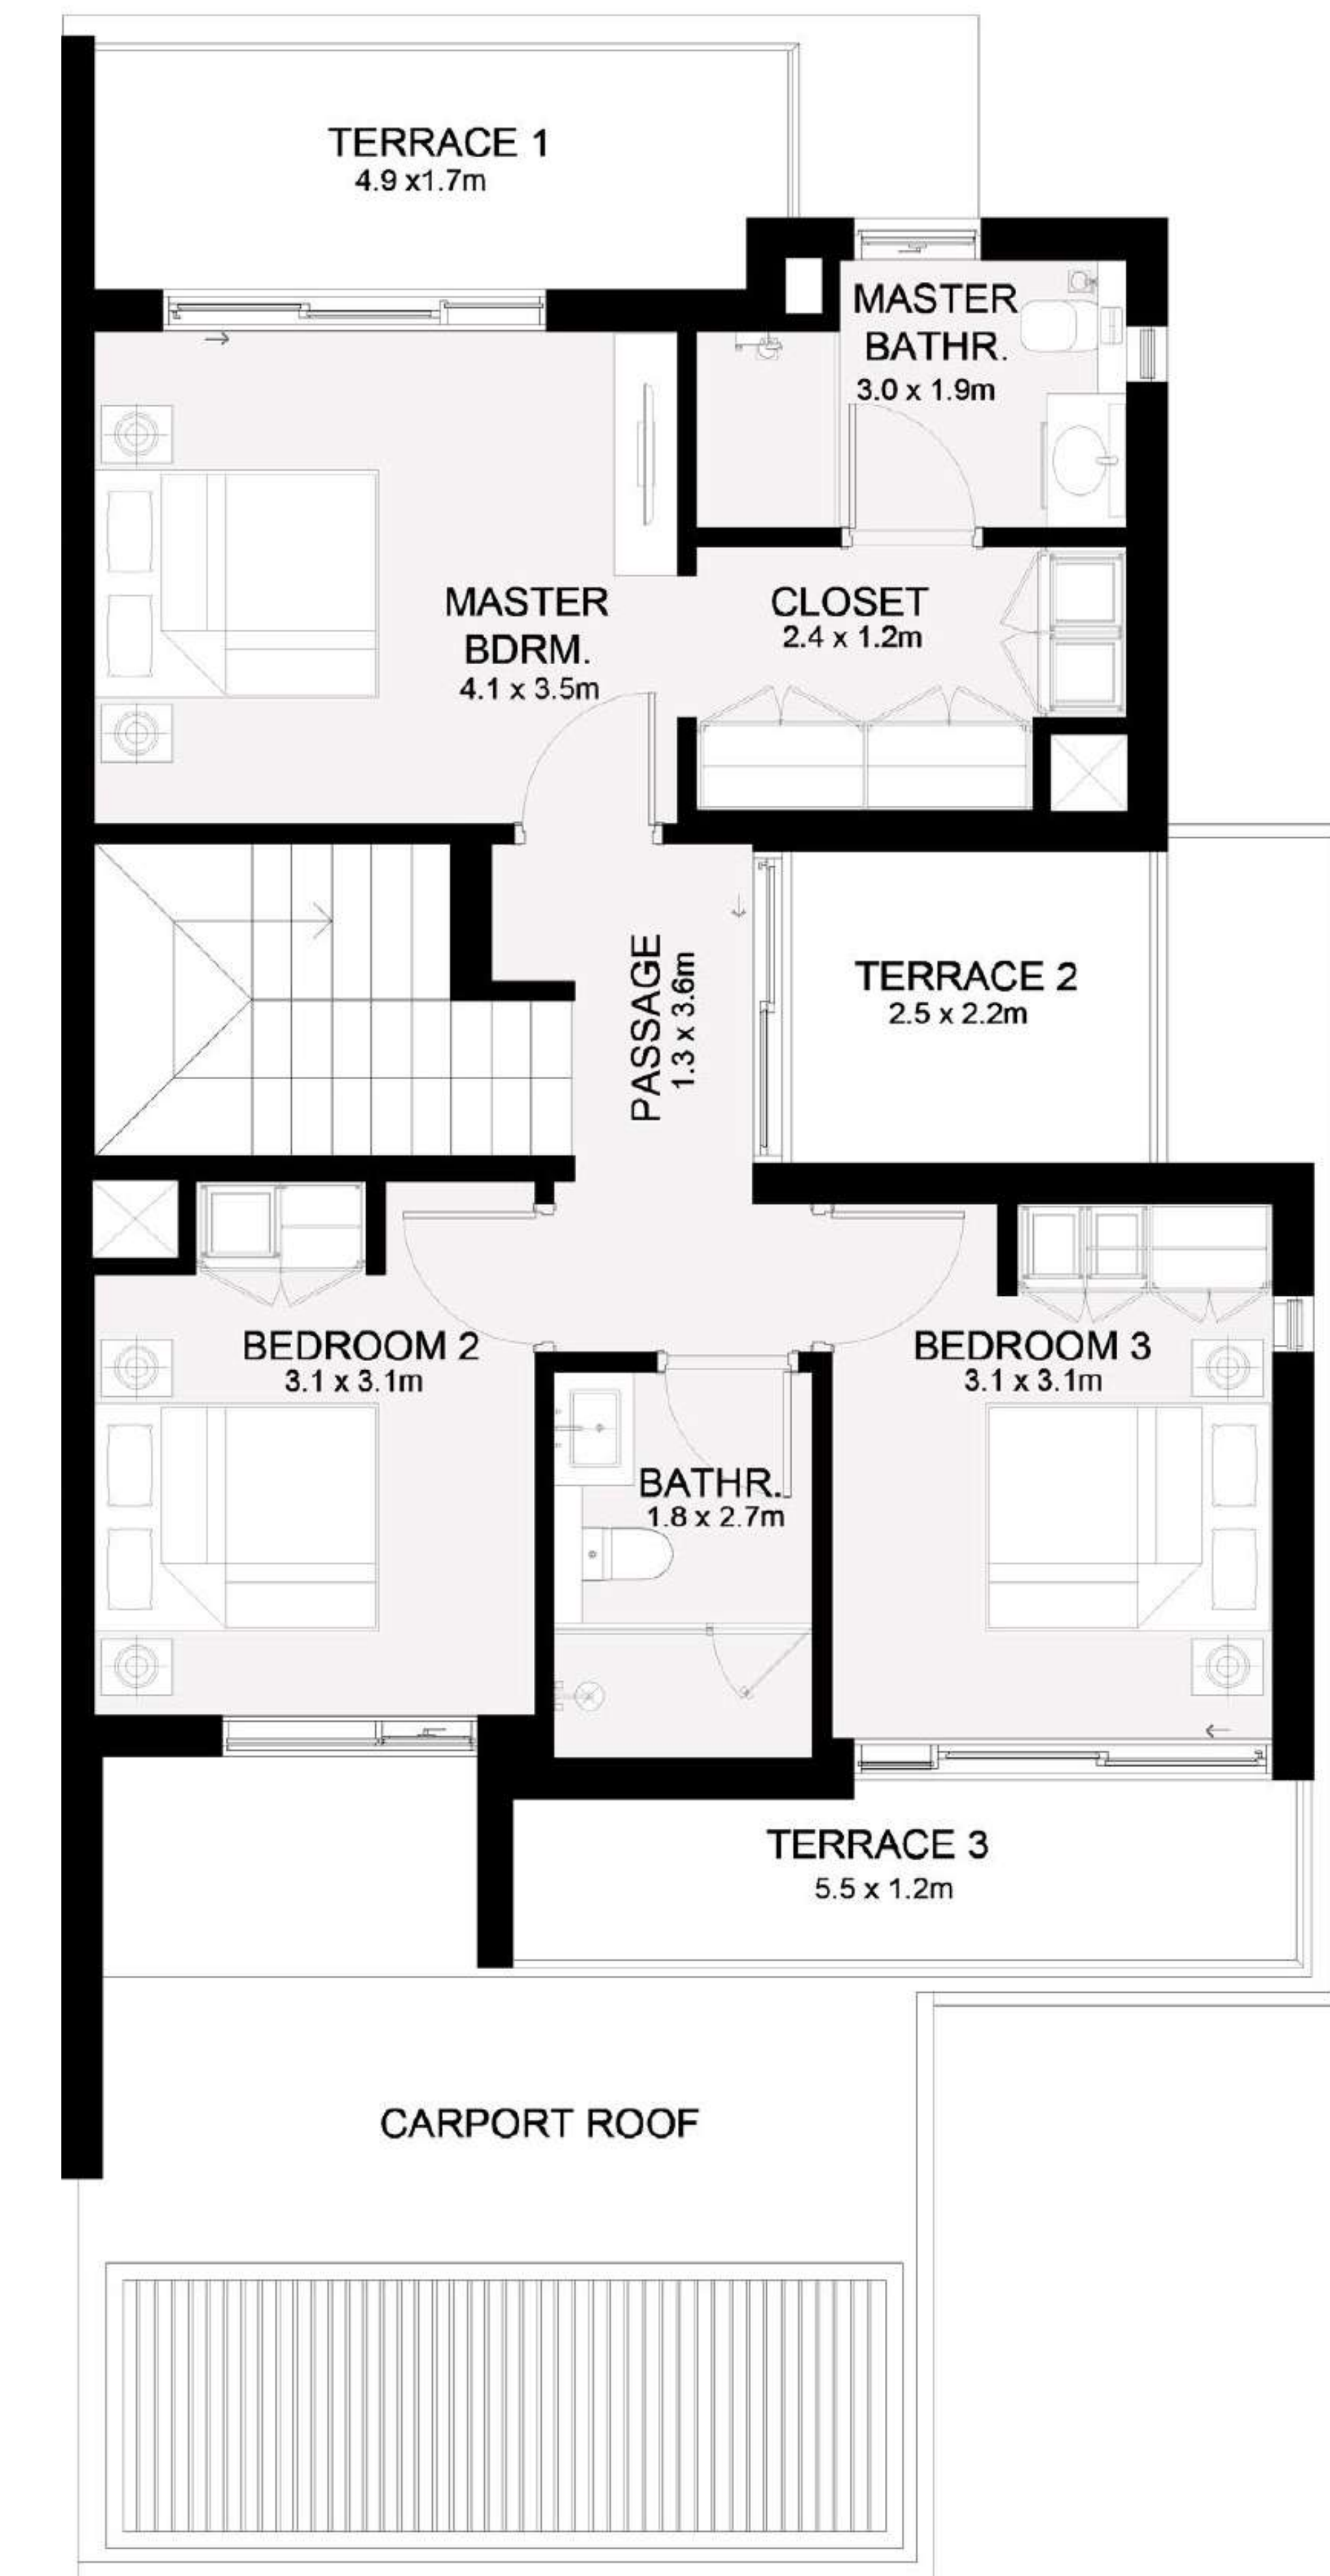 TERRACE 1
4.9 x1.7m
MASTER
BATHR.
3.0 x 1.9m
MASTER
BDRM.
4.1 x 3.5m
CLOSET
2.4 x 1.2m
PASSAGE
1.3 x 3.6m
TERRACE 2
2.5 x 2.2m
BEDROOM 2
3.1 x 3.1m
BEDROOM 3
3.1 x 3.1m
BATHR.
1.8 x 2.7m
TERRACE 3
5.5 x 1.2m
CARPORT ROOF